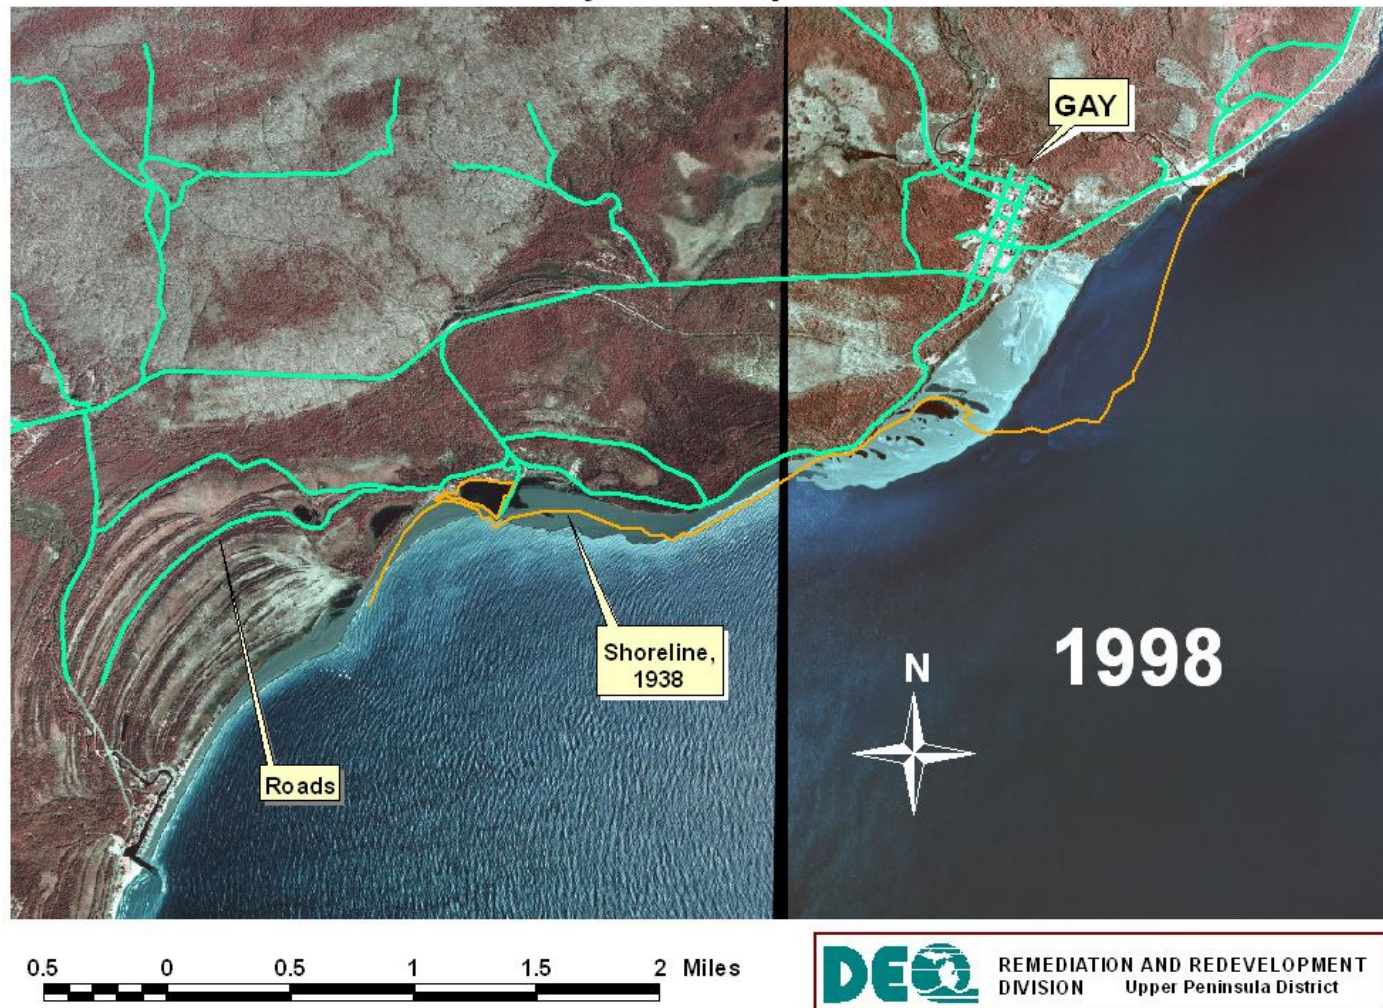 GAY
Shoreline,
1938
N
1998
Roads
0.5 0 0.5 1 1.5 2 Miles
DEQ
REMEDIATION AND REDEVELOPMENT
DIVISION Upper Peninsula District